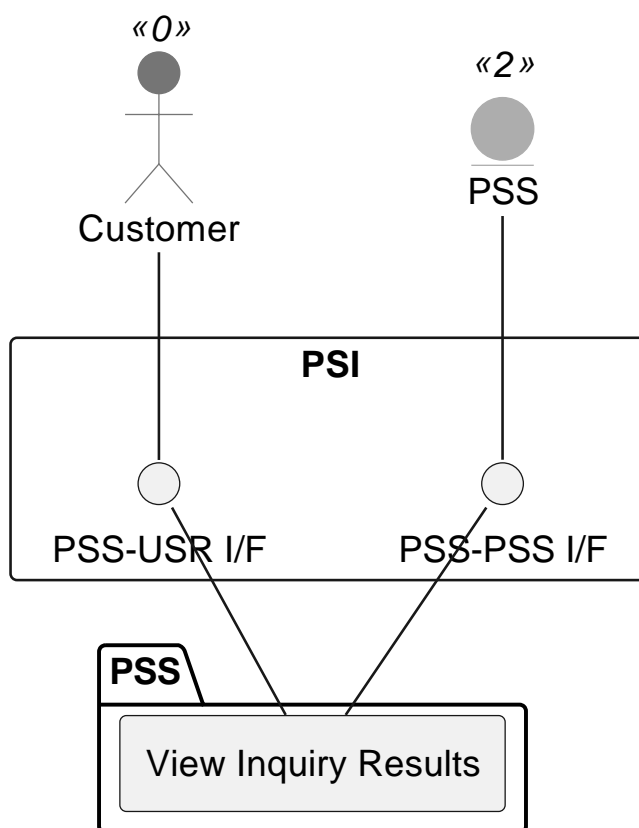 «0»
«2»
Customer
PSS
PSI
PSS-USR I/F
PSS-PSS I/F
PSS
View Inquiry Results